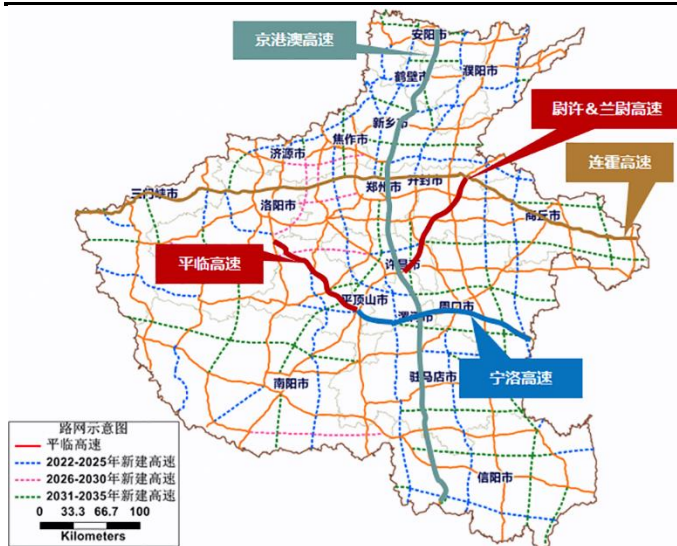 京港澳高速
安阳市
濮阳市
鹤壁市
尉许&兰尉高速
新乡市
焦作市
济源市
连霍高速
三门峡市
郑州市
开封市
洛阳市
商丘市
平临高速
许昌市
平顶山市
漯河市
周口市
宁洛高速
驻马店市
南阳市
信阳市
路网示意图
平临高速
2022-2025年新建高速
2026-2030年新建高速
2031-2035年新建高速
0 33.3 66.7 100
Kilometers